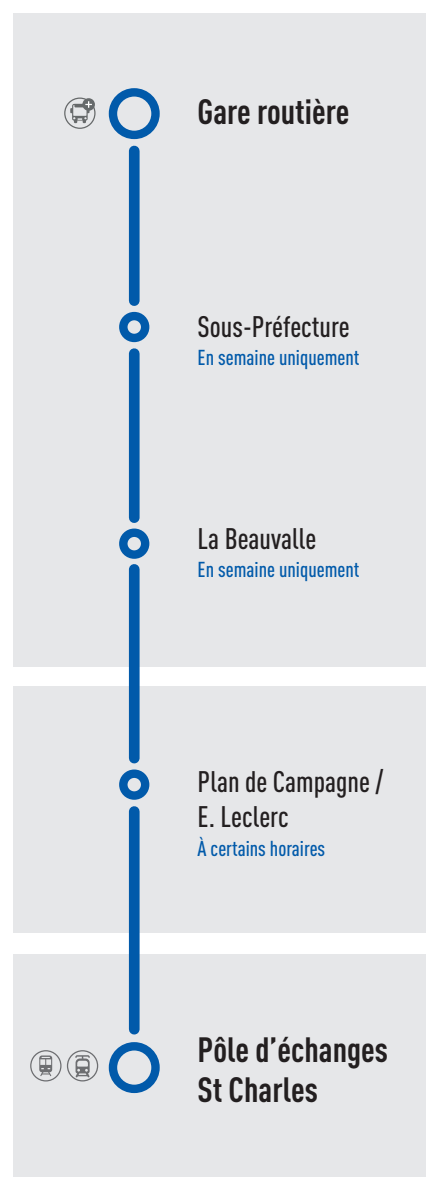 Gare routière
Sous-Préfecture
En semaine uniquement
La Beauvalle
En semaine uniquement
Plan de Campagne /
E. Leclerc
À certains horaires
Pôle d’échanges
St Charles